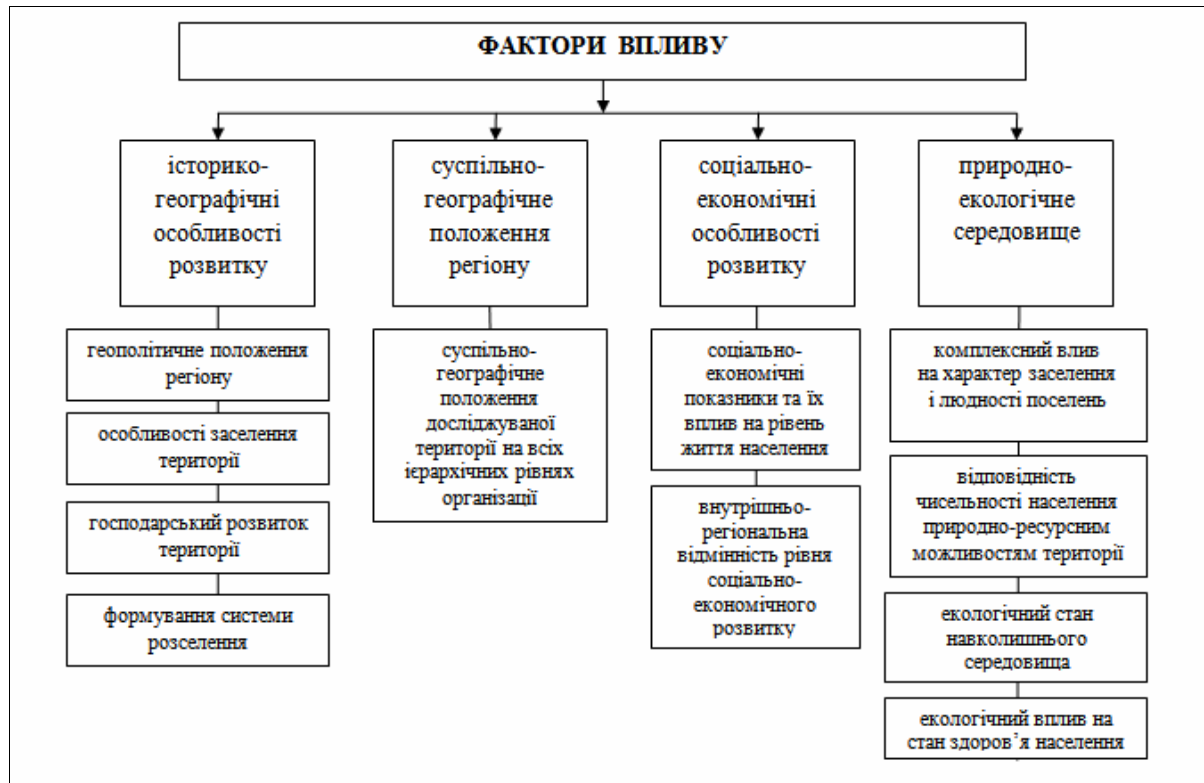 ФАКТОРИ ВПЛИВУ
історико-
географічні
особливості
розвитку
суспільно-
географічне
положення
регіону
соціально-
економічні
особливості
розвитку
природно-
екологічне
середовище
геополітичне положення
регіону
особливості заселення
території
господарський розвиток
території
формування системи
розселення
суспільно-
географічне
положення
досліджуваної
території на всіх
ієрархічних рівнях
організації
соціально-
економічні
показники та їх
вплив на рівень
життя населення
внутрішньо-
регіональна
відмінність рівня
соціально-
економічного
розвитку
комплексний влив
на характер заселення
і людності поселень
відповідність
чисельності населення
природно-ресурсним
можливостям території
екологічний стан
навколишнього
середовища
екологічний вплив на
стан здоров’я населення